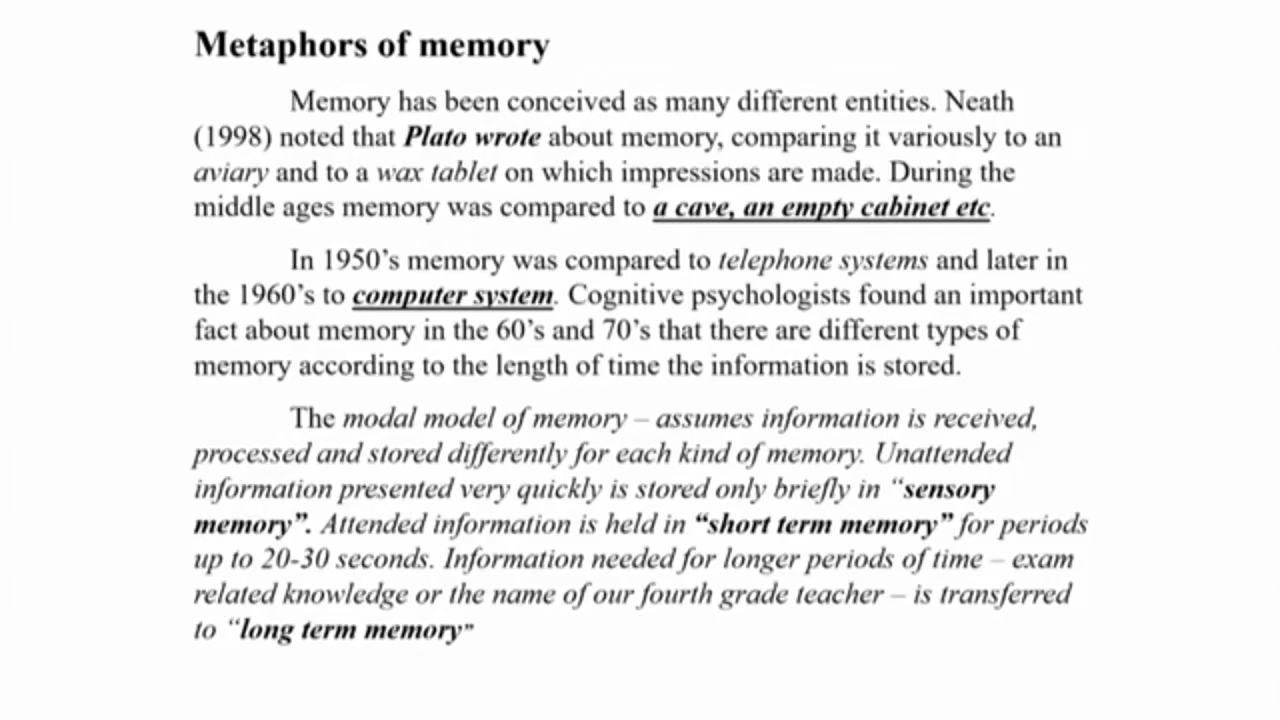 Metaphors of memory
Memory has been conceived as many different entities. Neath
(1998) noted that Plato wrote about memory, comparing it variously to an
aviary and to a wax tablet on which impressions are made. During the
middle ages memory was compared to a cave, an empty cabinet etc.
In 1950’s memory was compared to telephone systems and later in
the 1960’s to computer system. Cognitive psychologists found an important
fact about memory in the 60’s and 70’s that there are different types of
memory according to the length of time the information is stored.
The modal model of memory – assumes information is received,
processed and stored differently for each kind of memory. Unattended
information presented very quickly is stored only briefly in “sensory
memory”. Attended information is held in “short term memory” for periods
up to 20-30 seconds. Information needed for longer periods of time – exam
related knowledge or the name of our fourth grade teacher – is transferred
to “long term memory”